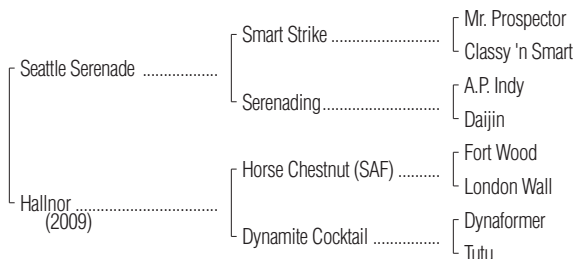 Mr. Prospector
Smart Strike ..........................
Classy 'n Smart
Seattle Serenade ..................
A.P. Indy
Serenading............................
Daijin
Fort Wood
Horse Chestnut (SAF) ..........
London Wall
Hallnor ..................................
(2009)
Dynaformer
Dynamite Cocktail ................
Tutu